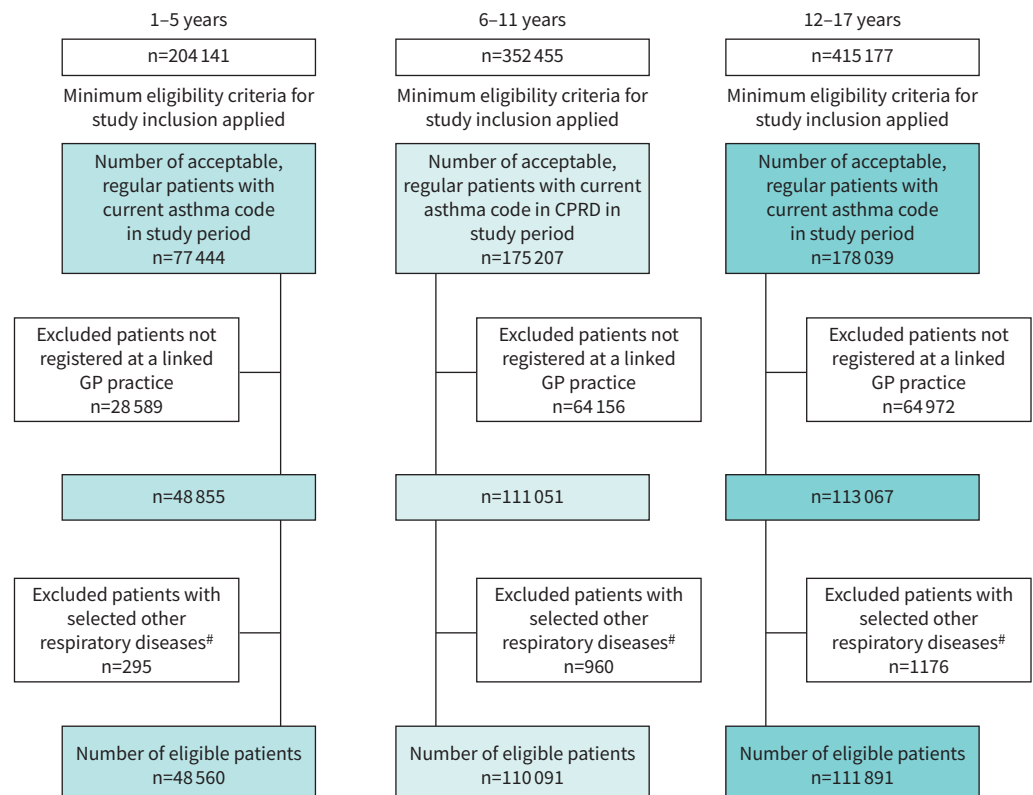 1–5 years
n=204 141
Minimum eligibility criteria for
study inclusion applied
Number of acceptable,
regular patients with
current asthma code
in study period
n=77 444
Excluded patients not
registered at a linked
GP practice
n=28 589
n=48 855
Excluded patients with
selected other
respiratory diseases#
n=295
Number of eligible patients
n=48 560
6–11 years
n=352 455
Minimum eligibility criteria for
study inclusion applied
Number of acceptable,
regular patients with current
asthma code in CPRD in
study period
n=175 207
Excluded patients not
registered at a linked
GP practice
n=64 156
n=111 051
Excluded patients with
selected other
respiratory diseases#
n=960
Number of eligible patients
n=110 091
12–17 years
n=415 177
Minimum eligibility criteria for
study inclusion applied
Number of acceptable,
regular patients with
current asthma code
in study period
n=178 039
Excluded patients not
registered at a linked
GP practice
n=64 972
n=113 067
Excluded patients with
selected other
respiratory diseases#
n=1176
Number of eligible patients
n=111 891